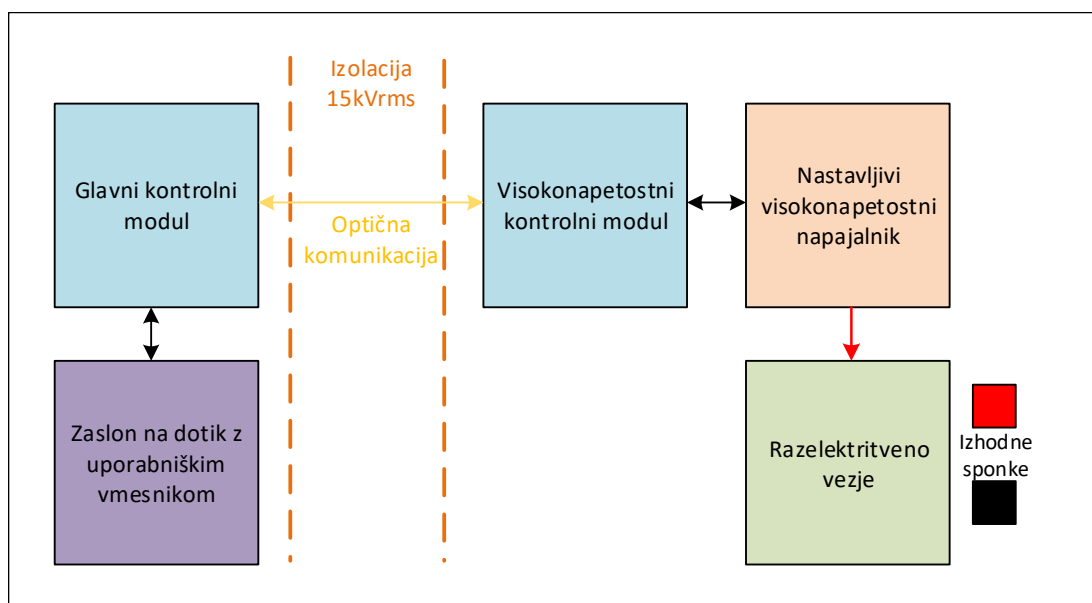 Izolacija
15kVrms
Glavni kontrolni
modul
Optična
komunikacija
Visokonapetostni
kontrolni modul
Nastavljivi
visokonapetostni
napajalnik
Zaslon na dotik z
uporabniškim
vmesnikom
Razelektritveno
vezje
Izhodne
sponke